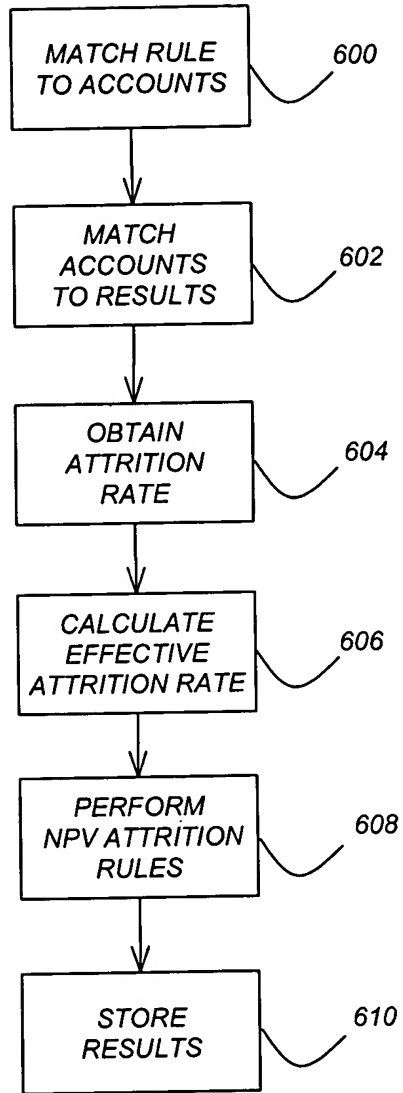 MATCH RULE
TO ACCOUNTS
600
MATCH
ACCOUNTS
TO RESULTS
602
OBTAIN
ATTRITION
RATE
604
CALCULATE
EFFECTIVE
ATTRITION RATE
606
PERFORM
NPV ATTRITION
RULES
608
STORE
RESULTS
610